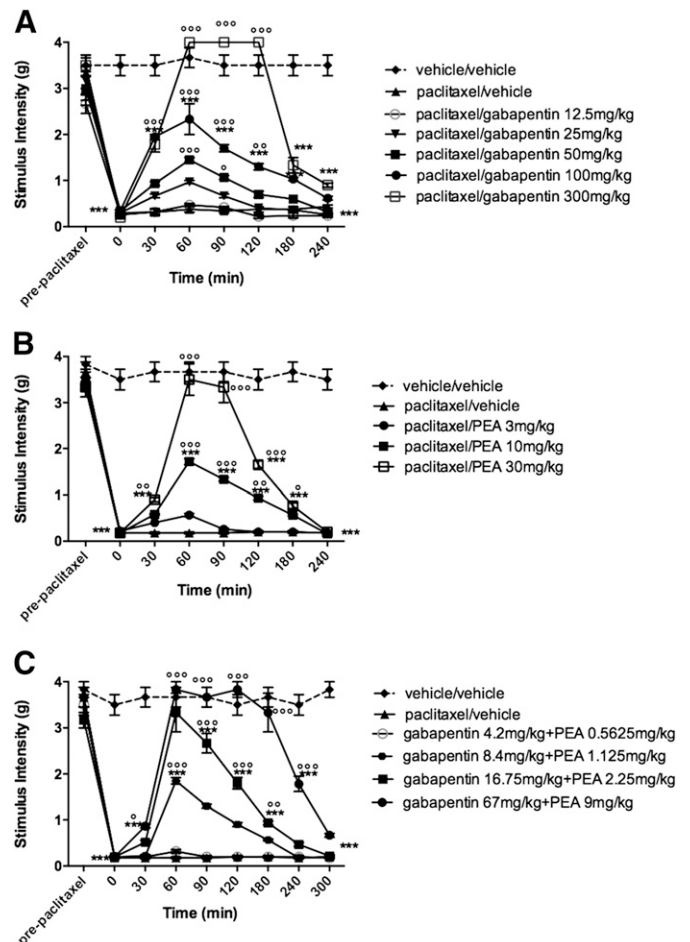 A
Stimulus Intensity (g)
4
3
2
1
0
pre-paclitaxel
0
30
60
90
120
180
240
Time (min)
***
°°°
***
°°°
***
°°°
°°°
°°°
***
°°°
°
°°
***
***
***
***
***
vehicle/vehicle
paclitaxel/vehicle
paclitaxel/gabapentin 12.5mg/kg
paclitaxel/gabapentin 25mg/kg
paclitaxel/gabapentin 50mg/kg
paclitaxel/gabapentin 100mg/kg
paclitaxel/gabapentin 300mg/kg
B
Stimulus Intensity (g)
4
3
2
1
0
pre-paclitaxel
0
30
60
90
120
180
240
Time (min)
***
°°
***
°°°
°°°
***
°°°
°°°
***
°°°
***
°°
***
°
***
***
vehicle/vehicle
paclitaxel/vehicle
paclitaxel/PEA 3mg/kg
paclitaxel/PEA 10mg/kg
paclitaxel/PEA 30mg/kg
C
Stimulus Intensity (g)
4
3
2
1
0
pre-paclitaxel
0
30
60
90
120
180
240
300
Time (min)
***
°
***
°°°
°°°
***
°°°
°°°
***
°°°
°°°
***
°°°
°°
***
°°°
***
***
vehicle/vehicle
paclitaxel/vehicle
gabapentin 4.2mg/kg+PEA 0.5625mg/kg
gabapentin 8.4mg/kg+PEA 1.125mg/kg
gabapentin 16.75mg/kg+PEA 2.25mg/kg
gabapentin 67mg/kg+PEA 9mg/kg